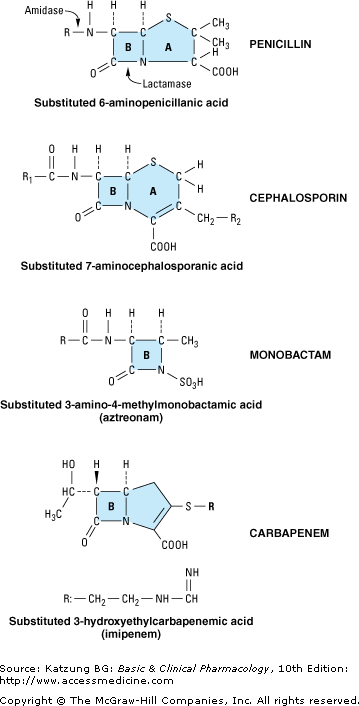 Amidase
H H H
R N C C S C CH3
CH3
B A
H
O C N C
COOH
Lactamase
PENICILLIN
Substituted 6-aminopenicillanic acid
O H H H
R1 C N C C S C H
H
B A
O C N C CH2 R2
C
COOH
CEPHALOSPORIN
Substituted 7-aminocephalosporanic acid
O H H H
R C N C C CH3
B
O C N
SO3H
MONOBACTAM
Substituted 3-amino-4-methylmonobactamic acid
(aztreonam)
HO H H
HC C C
H3C B S R
O C N
COOH
CARBAPENEM
NH
R: CH2 CH2 NH CH
Substituted 3-hydroxyethylcarbapenemic acid
(imipenem)
Source: Katzung BG: Basic & Clinical Pharmacology, 10th Edition:
http://www.accessmedicine.com
Copyright © The McGraw-Hill Companies, Inc. All rights reserved.